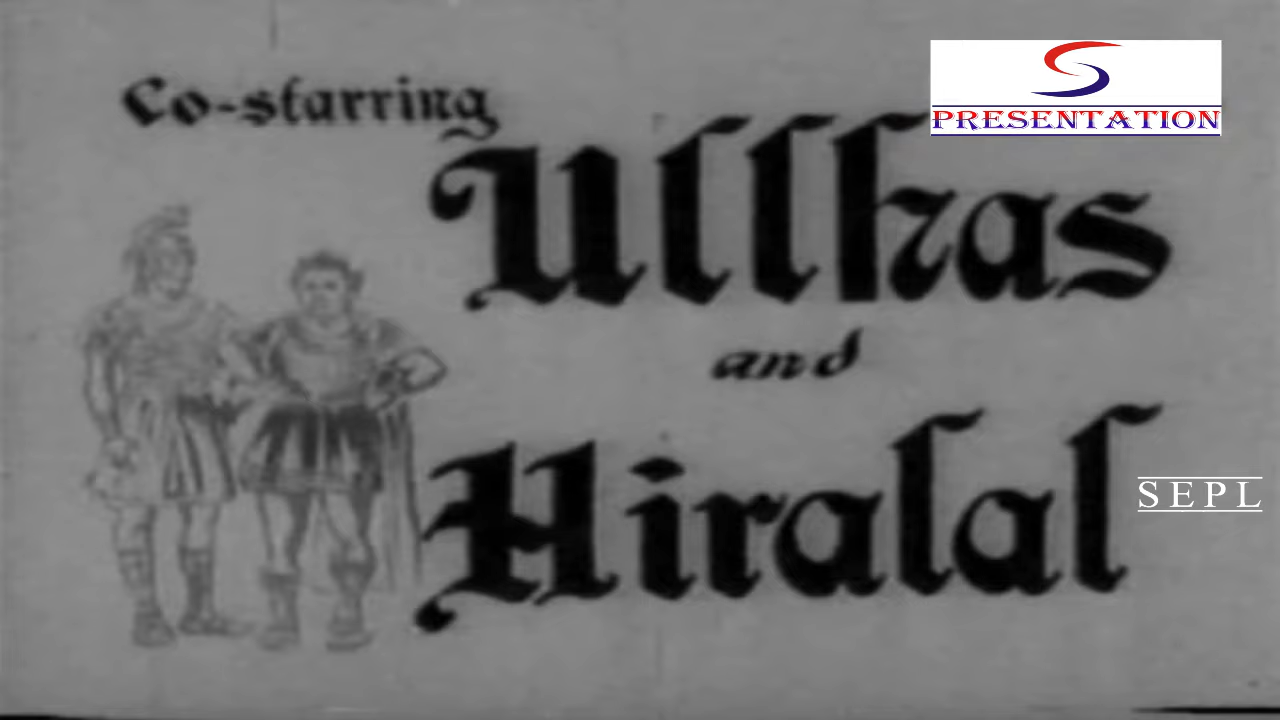 Co-starring
Ullhas
and
Hiralal
PRESENTATION
SEPL